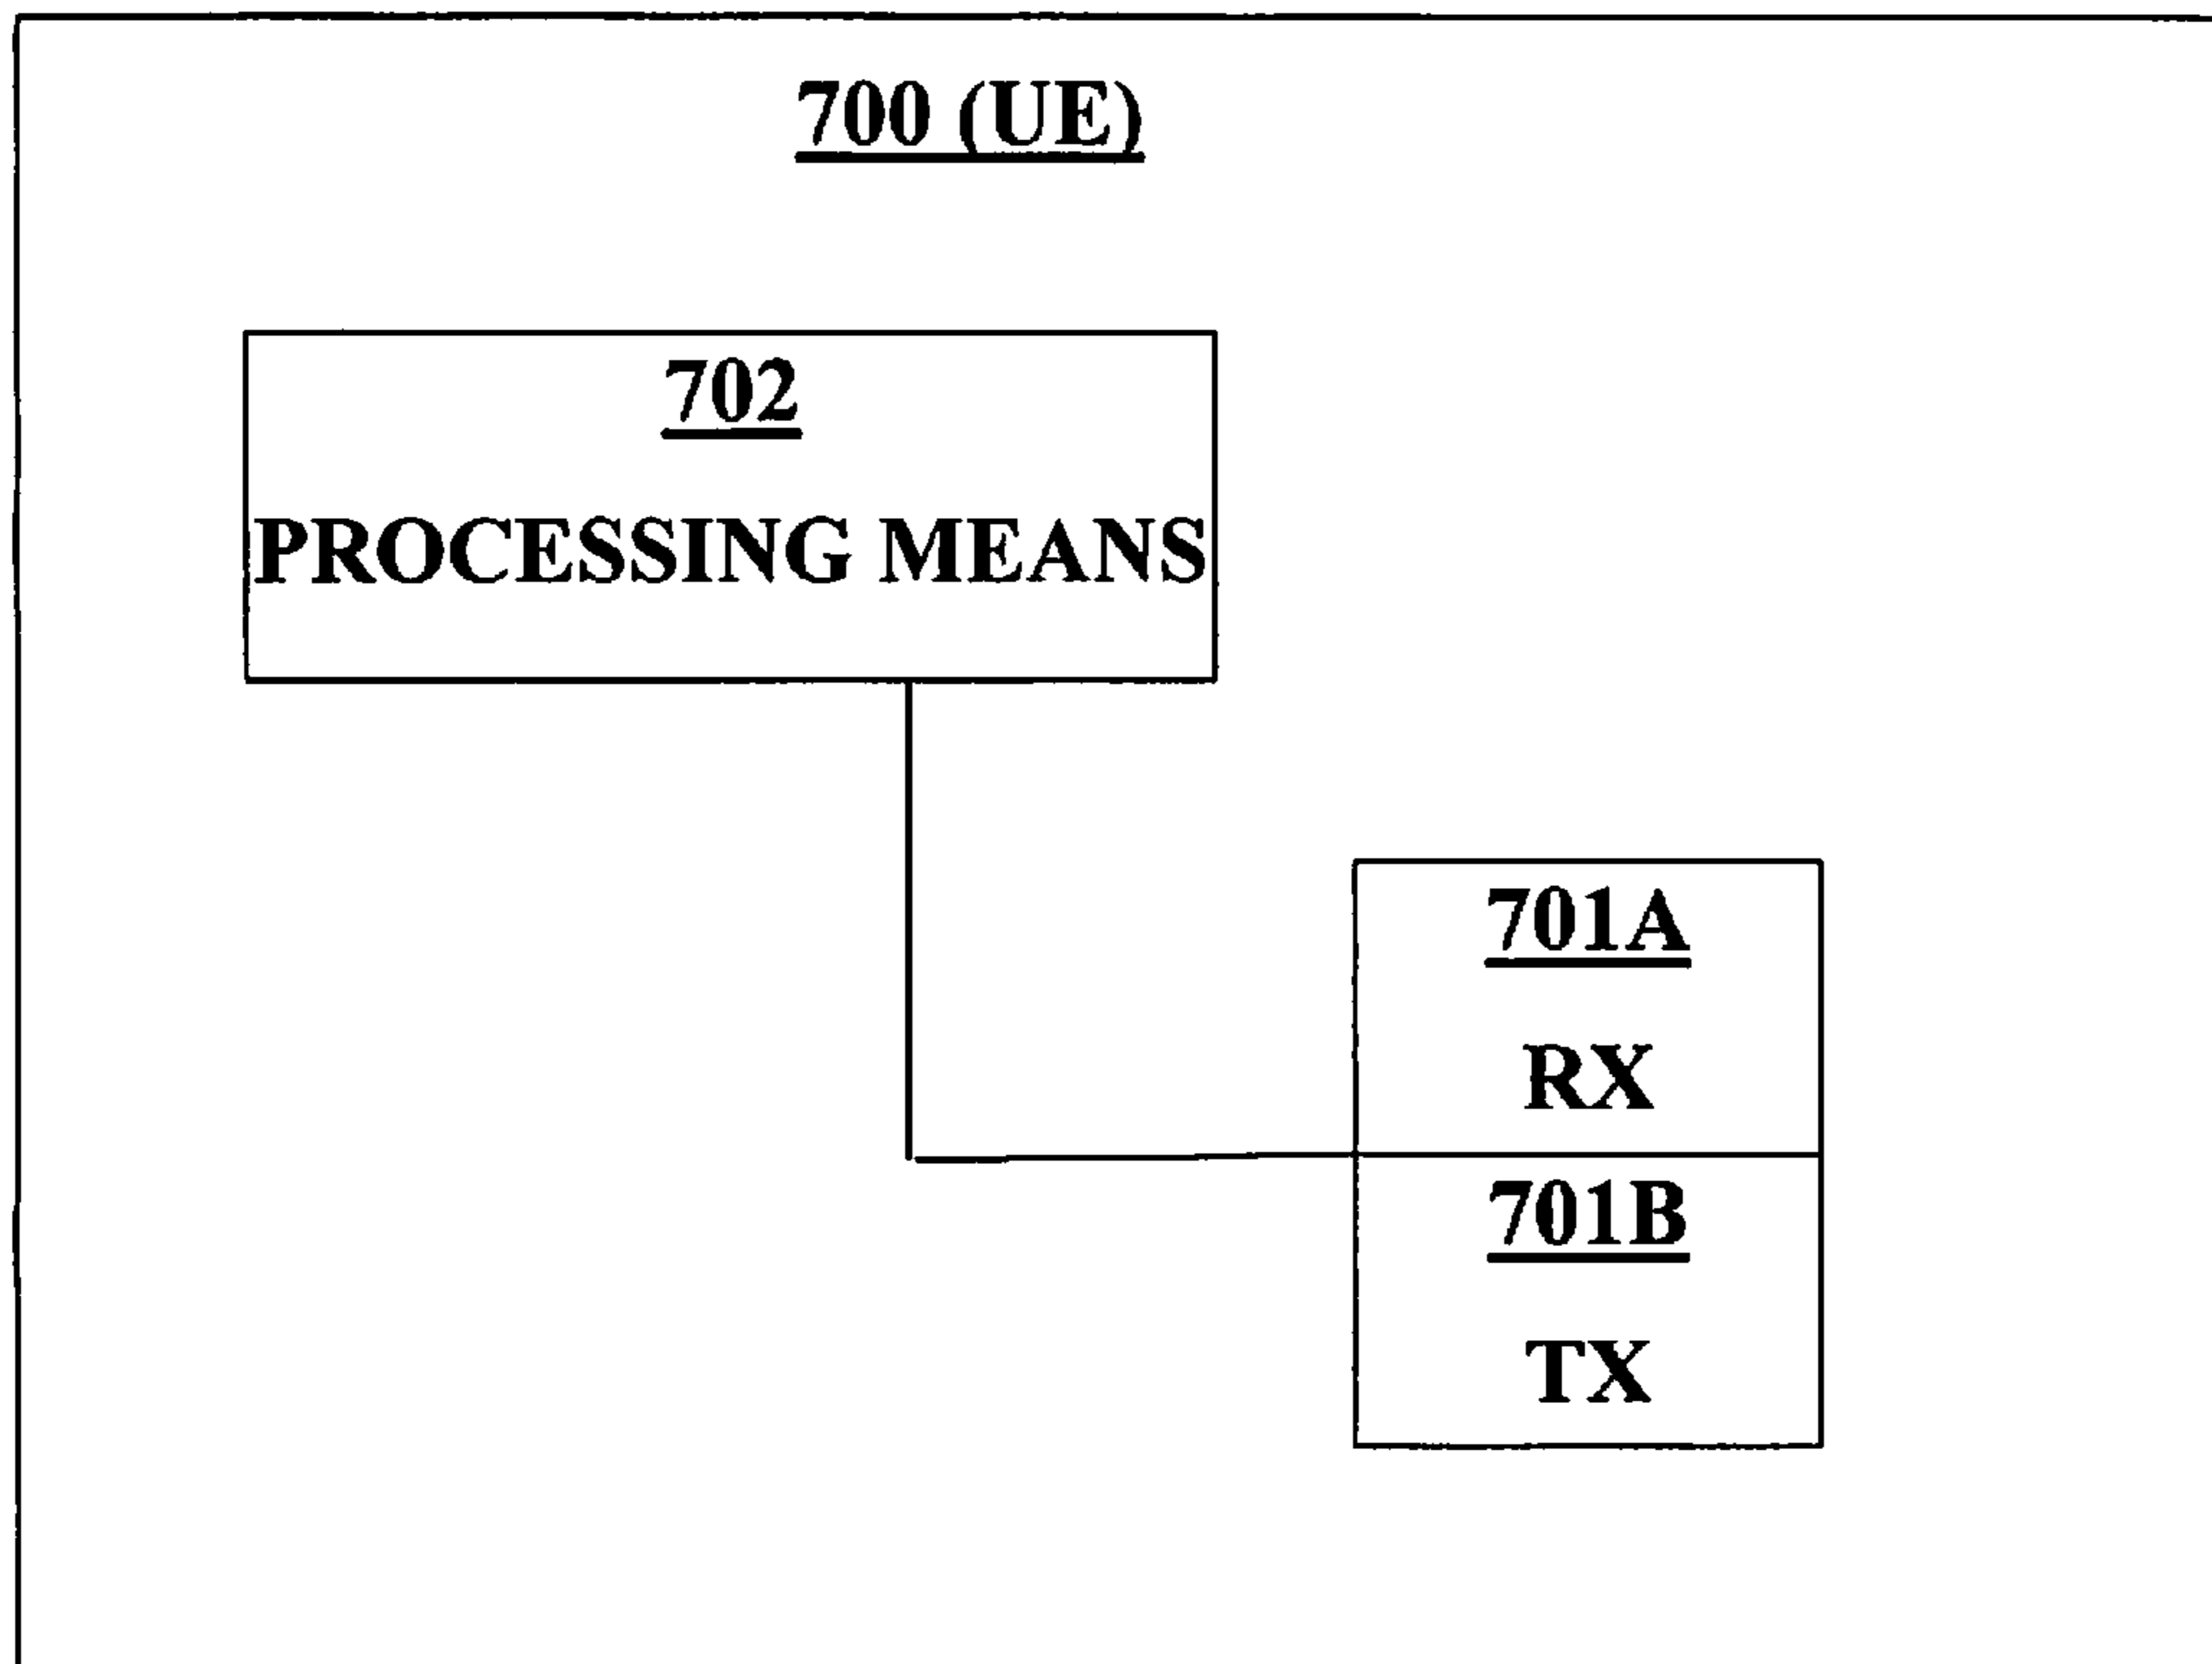 700 (UE)
702
PROCESSING MEANS
701A
RX
701B
TX